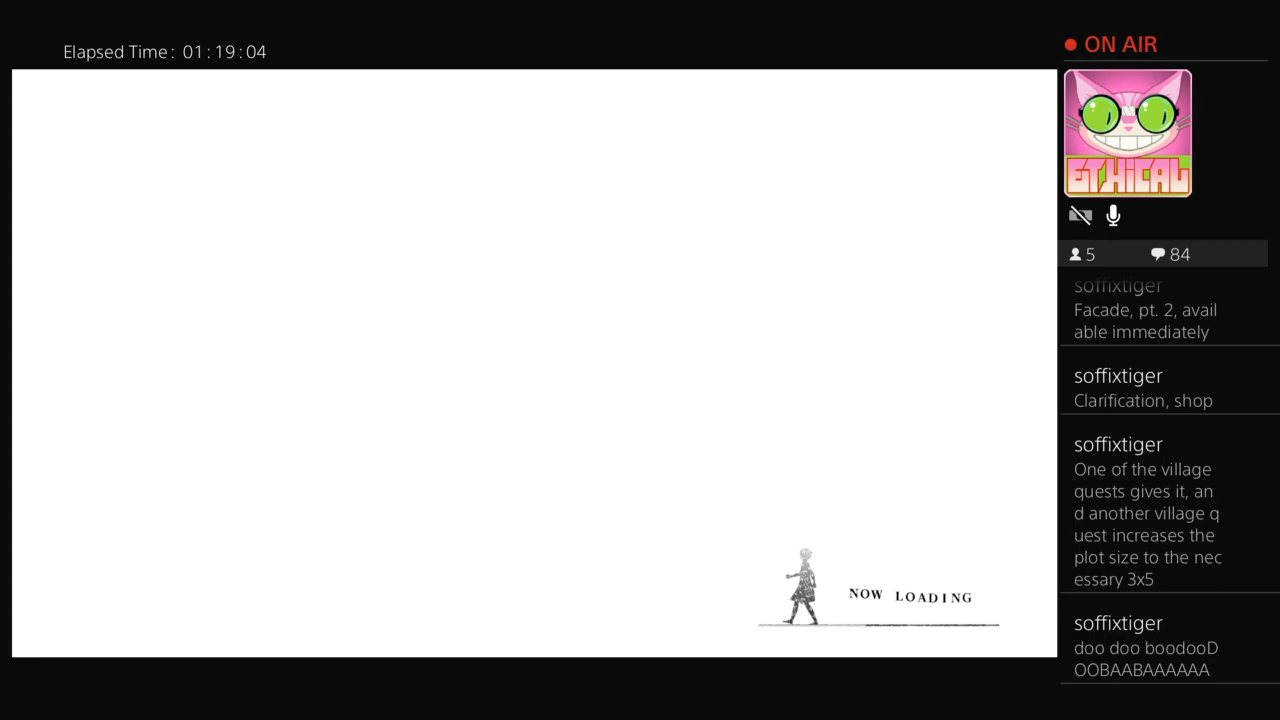 Elapsed Time: 01:19:04
ON AIR
ETHICAL
5 84
soffixtiger
Facade, pt. 2, avail
able immediately
soffixtiger
Clarification, shop
soffixtiger
One of the village
quests gives it, an
d another village q
uest increases the
plot size to the nec
essary 3x5
soffixtiger
doo doo boodooD
OOBAABAAAAAA
NOW LOADING